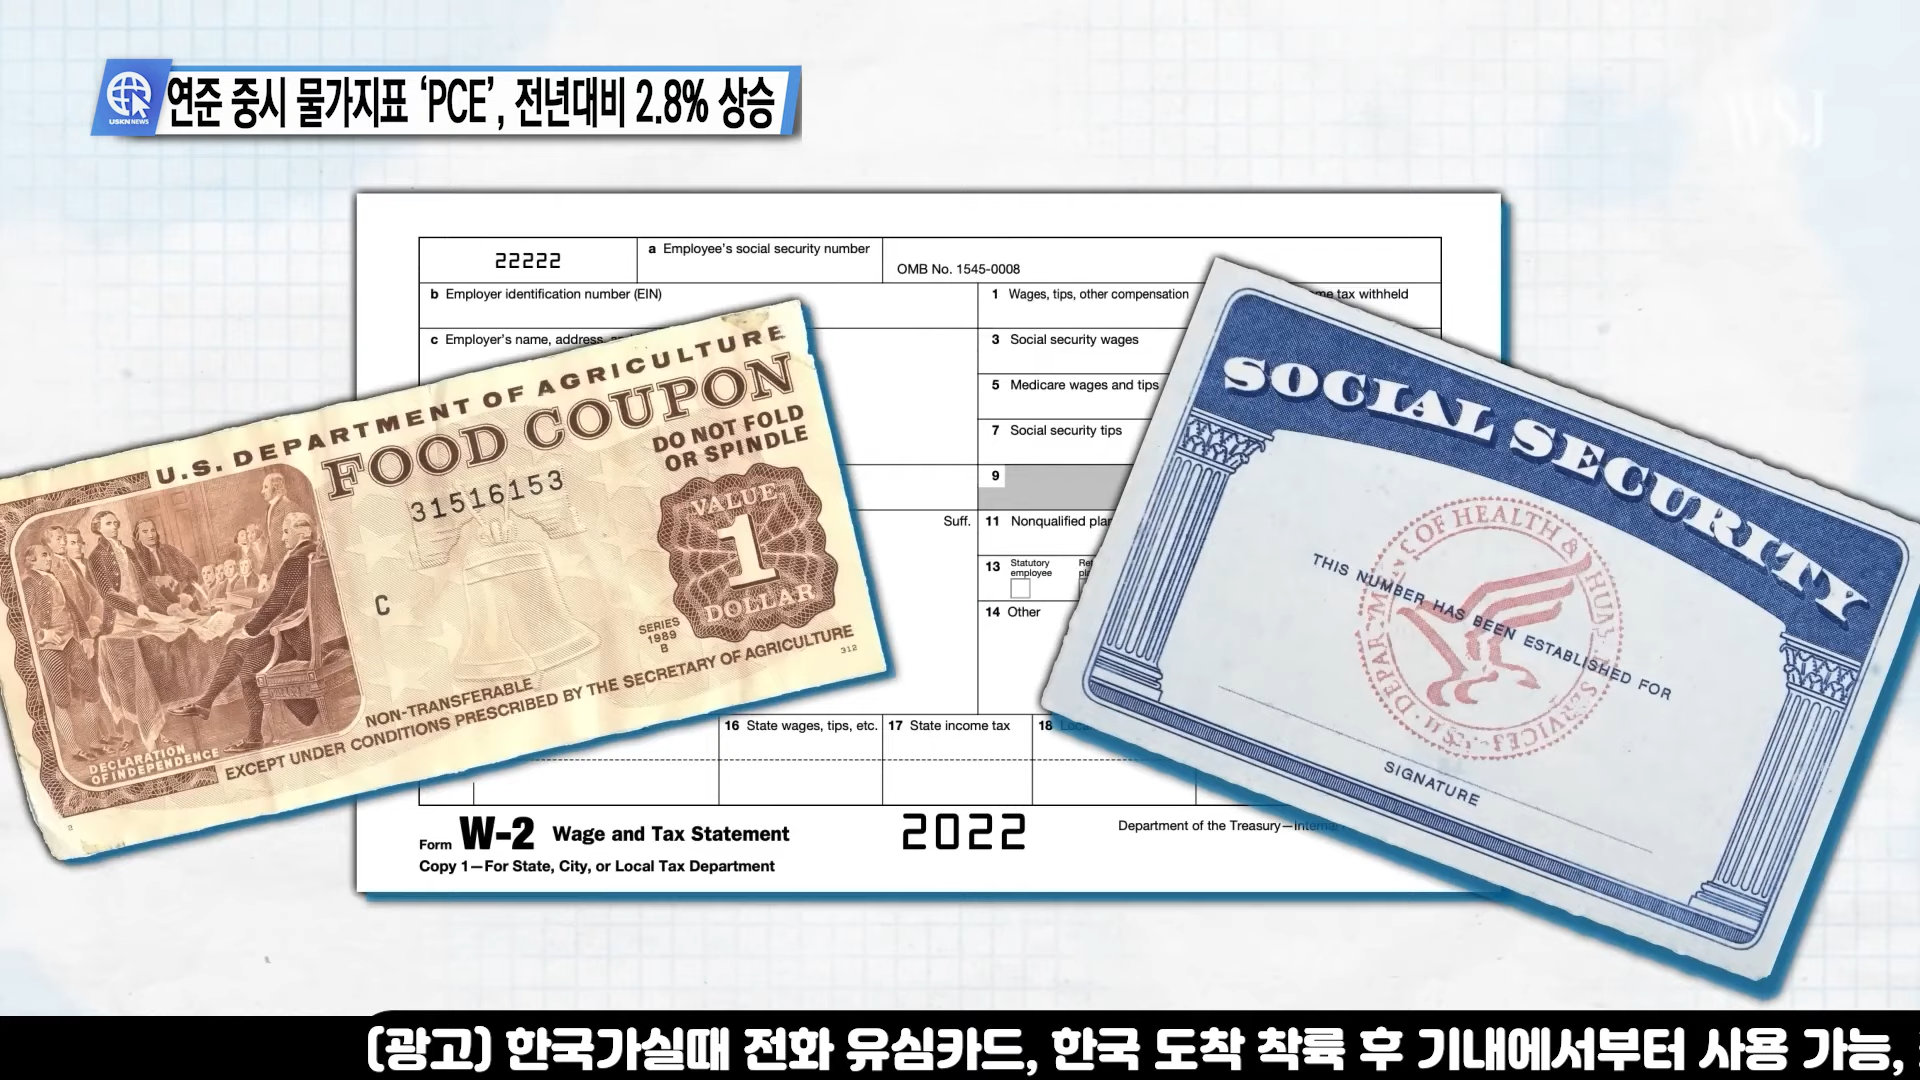 연준 중시 물가지표 ‘PCE’, 전년대비 2.8% 상승
USKN NEWS
WSJ
22222
a Employee's social security number
OMB No. 1545-0008
b Employer identification number (EIN)
1 Wages, tips, other compensation
tax withheld
c Employer's name, address,
3 Social security wages
5 Medicare wages and tips
7 Social security tips
9
Suff.
11 Nonqualified
13 Statutory employee
14 Other
16 State wages, tips, etc.
17 State income tax
18
Form W-2 Wage and Tax Statement
2022
Department of the Treasury—
Copy 1—For State, City, or Local Tax Department
U.S. DEPARTMENT OF AGRICULTURE
FOOD COUPON
DO NOT FOLD
OR SPINDLE
31516153
VALUE
1
DOLLAR
C
SERIES
1989
B
312
DECLARATION
OF INDEPENDENCE
NON-TRANSFERABLE
EXCEPT UNDER CONDITIONS PRESCRIBED BY THE SECRETARY OF AGRICULTURE
SOCIAL SECURITY
OF HEALTH &
THIS NUMBER HAS BEEN ESTABLISHED FOR
SIGNATURE
(광고) 한국가실때 전화 유심카드, 한국 도착 착륙 후 기내에서부터 사용 가능,